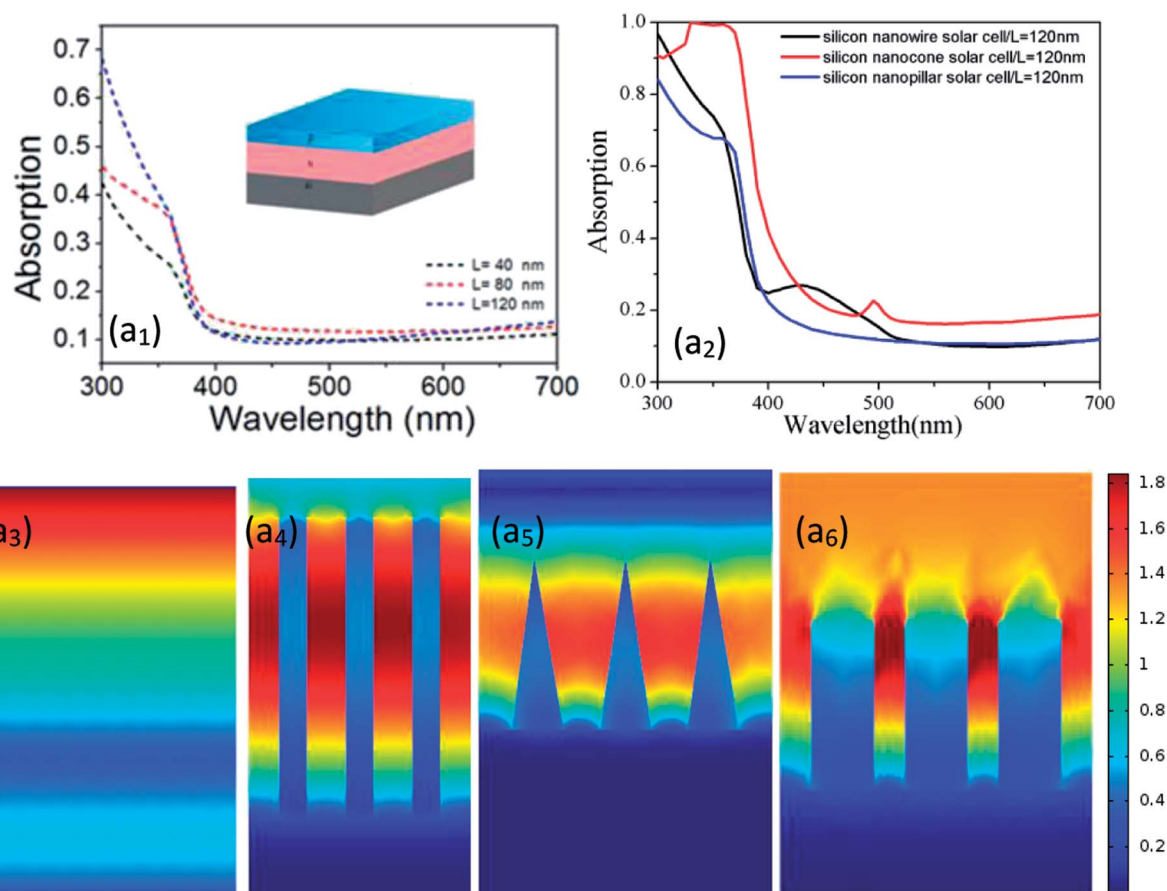 0.7
0.6
0.5
0.4
0.3
0.2
0.1
Absorption
300
400
500
600
700
Wavelength (nm)
L= 40 nm
L= 80 nm
L=120 nm
(a1)
1.0
0.8
0.6
0.4
0.2
0.0
Absorption
300
400
500
600
700
Wavelength(nm)
silicon nanowire solar cell/L=120nm
silicon nanocone solar cell/L=120nm
silicon nanopillar solar cell/L=120nm
(a2)
a3)
(a4)
(a5)
(a6)
1.8
1.6
1.4
1.2
1
0.8
0.6
0.4
0.2